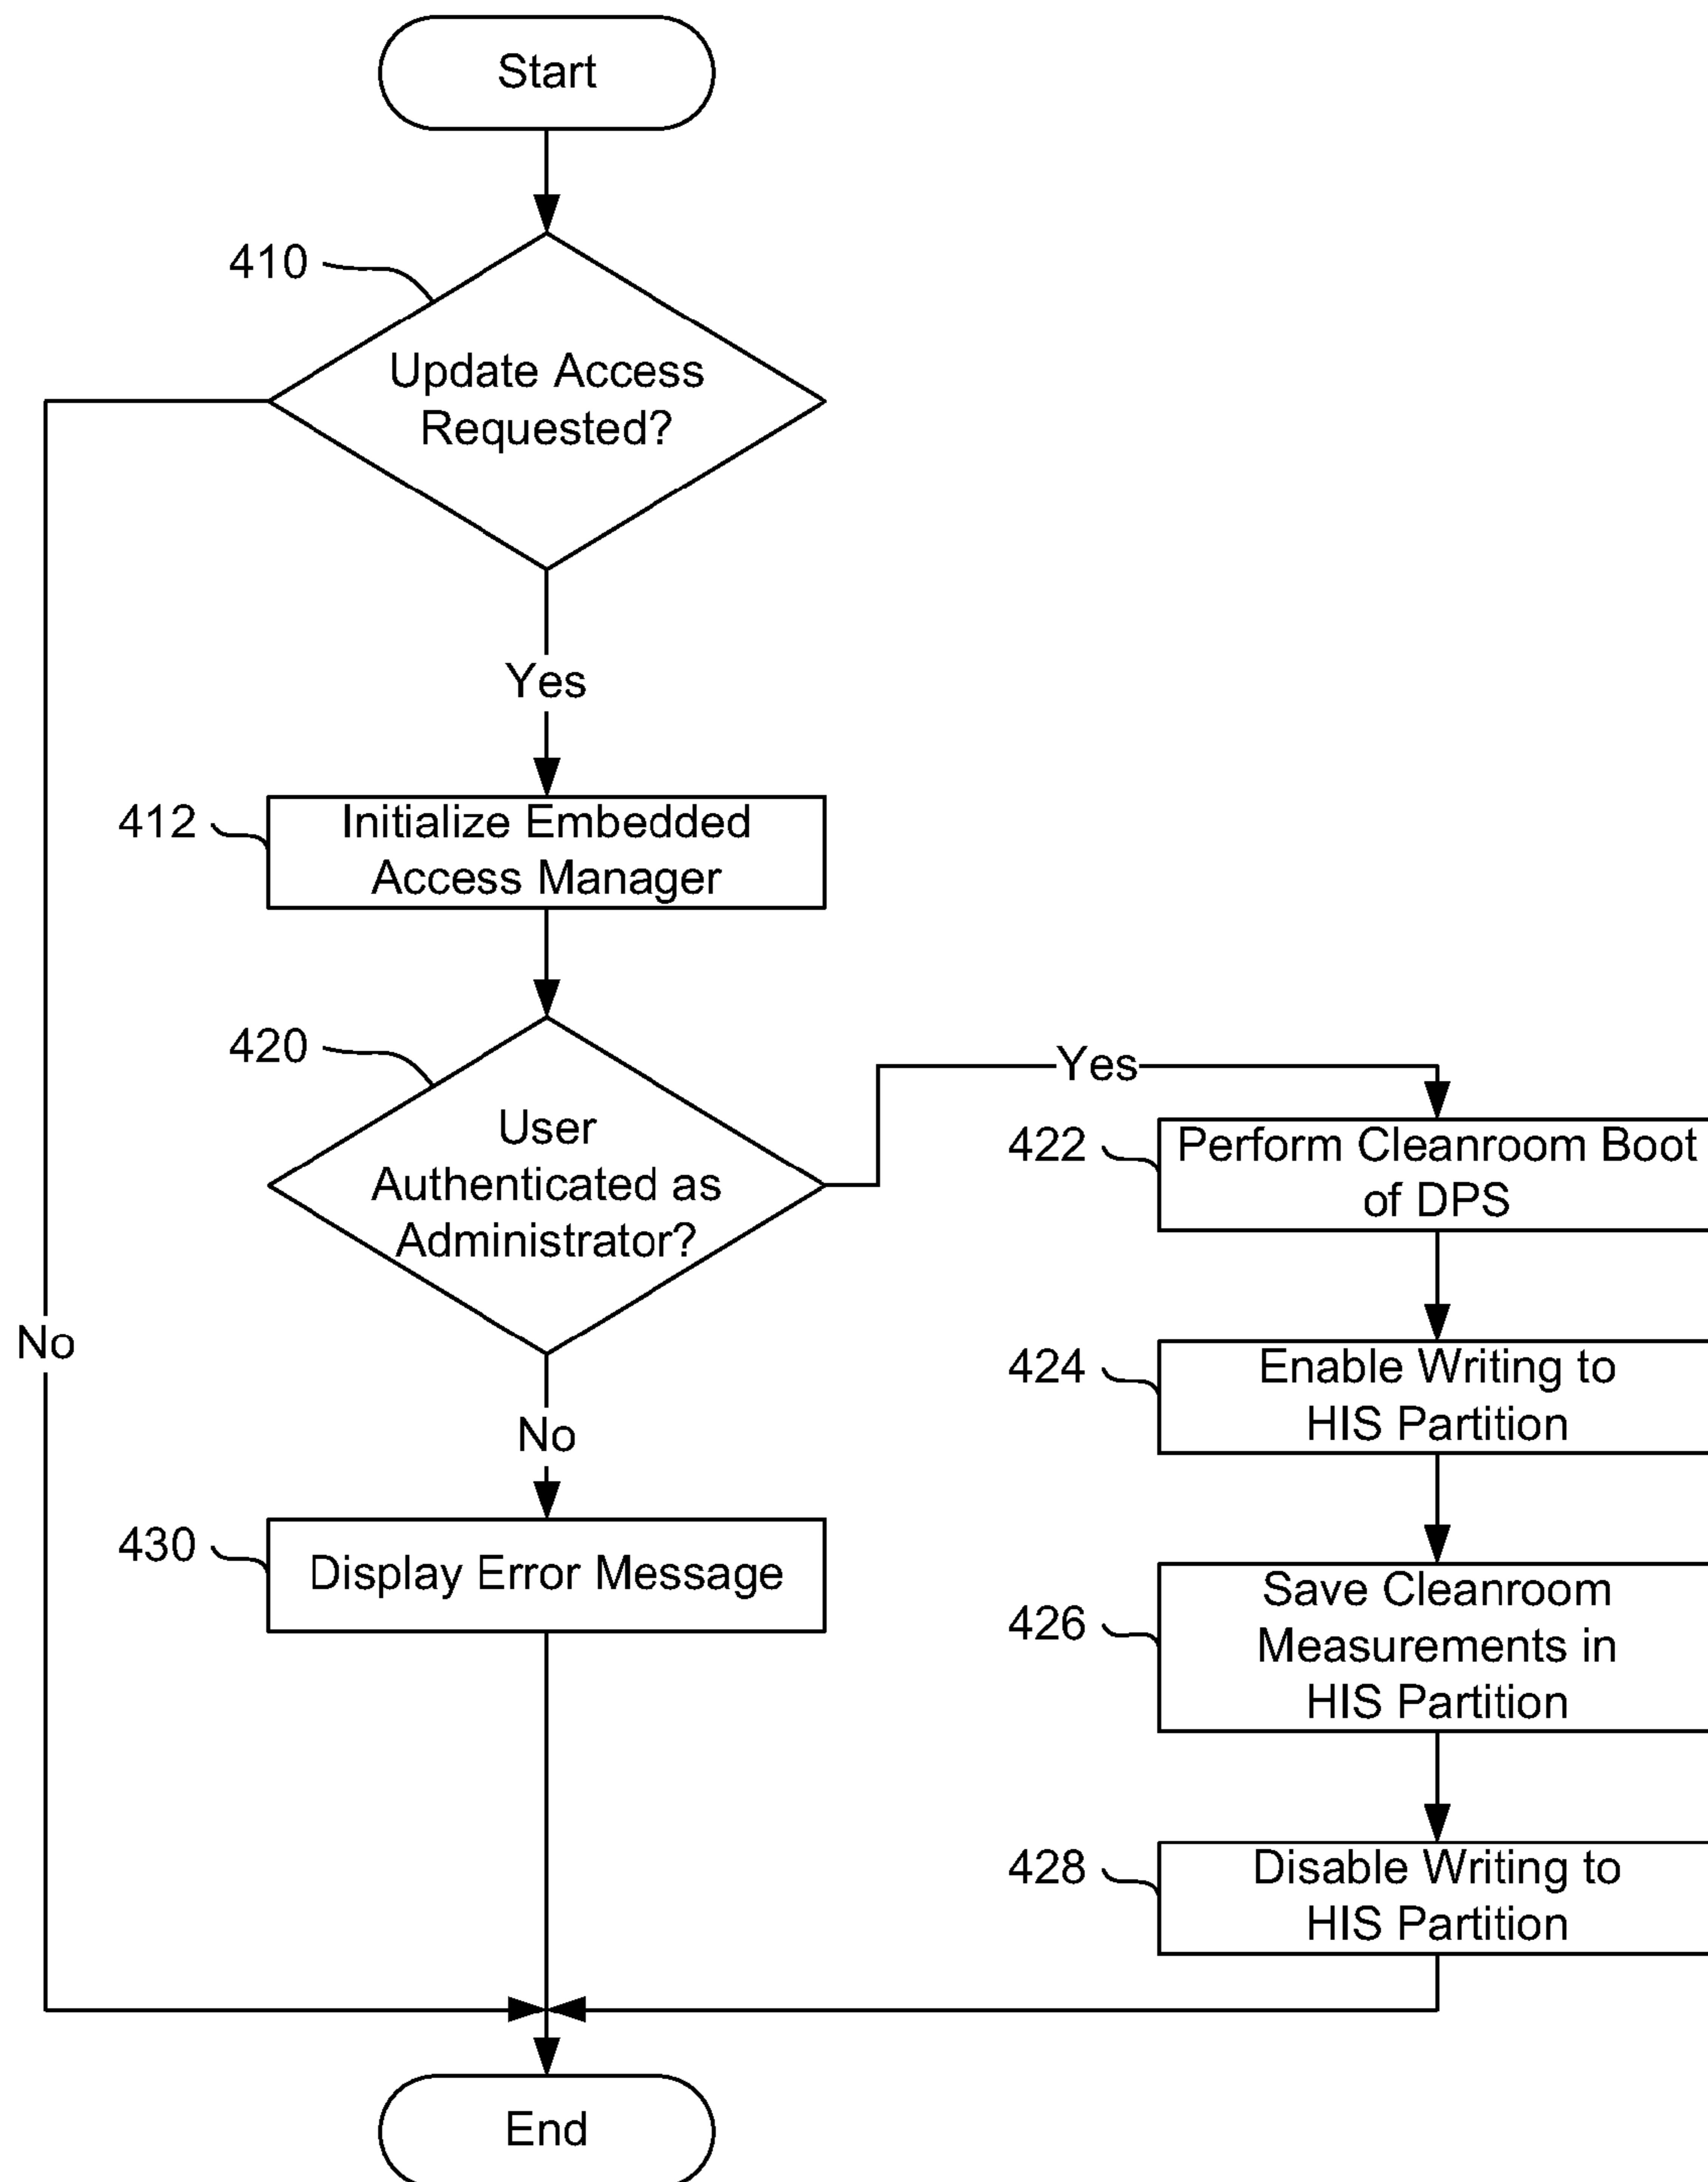 Start
410
Update Access
Requested?
Yes
412
Initialize Embedded
Access Manager
420
User
Authenticated as
Administrator?
Yes
422
Perform Cleanroom Boot
of DPS
424
Enable Writing to
HIS Partition
No
No
430
Display Error Message
426
Save Cleanroom
Measurements in
HIS Partition
428
Disable Writing to
HIS Partition
End